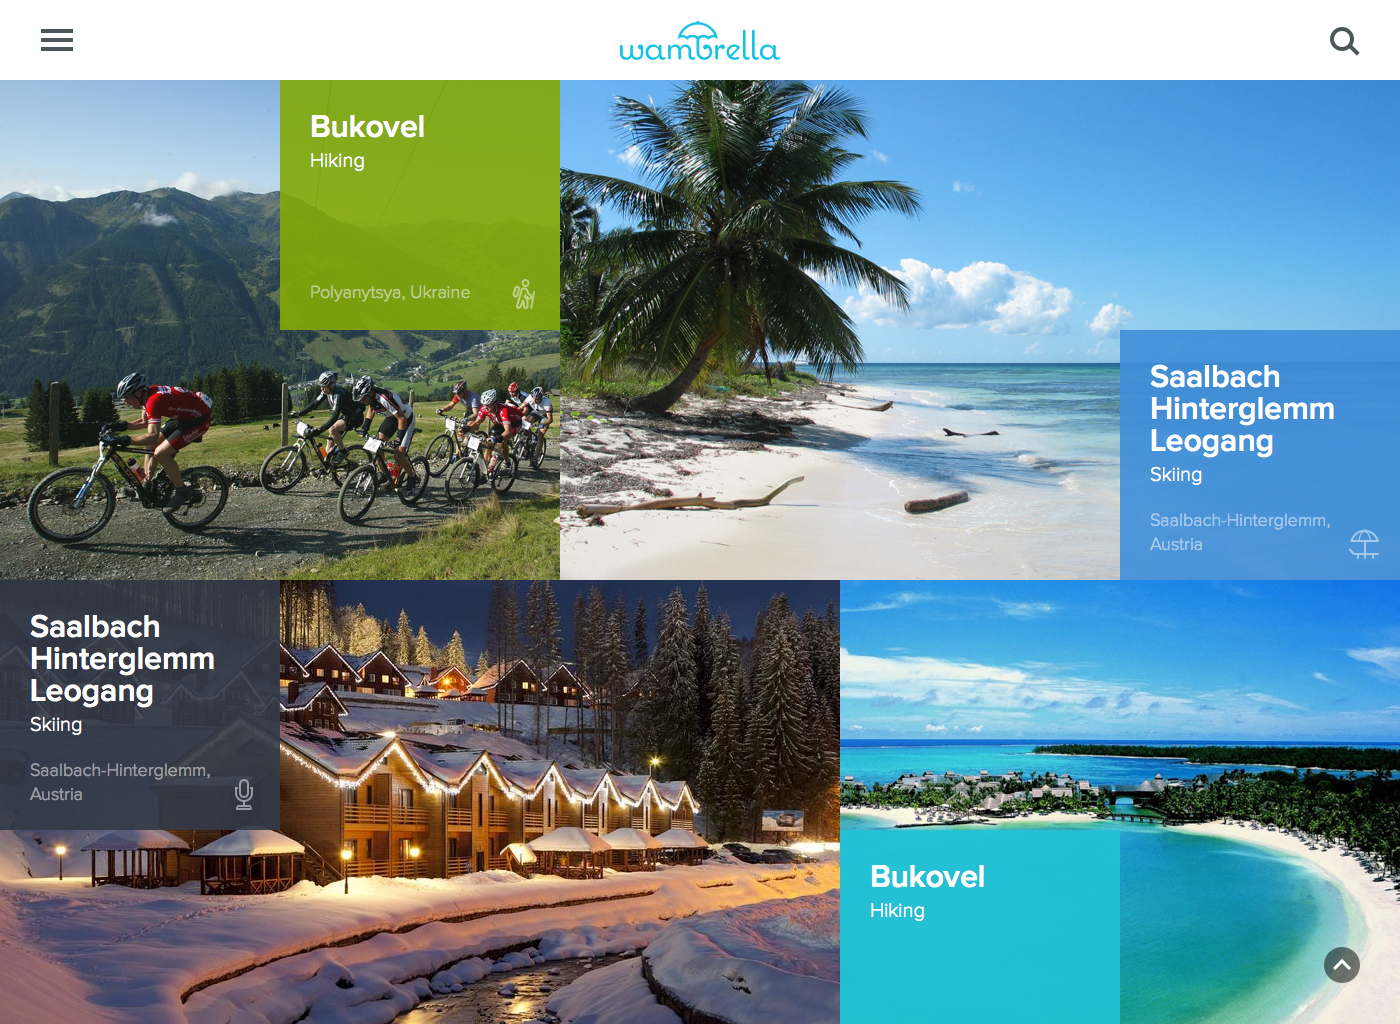 wambrella
Bukovel
Hiking
Polyanytsya, Ukraine
Saalbach
Hinterglemm
Leogang
Skiing
Saalbach-Hinterglemm,
Austria
Saalbach
Hinterglemm
Leogang
Skiing
Saalbach-Hinterglemm,
Austria
Bukovel
Hiking